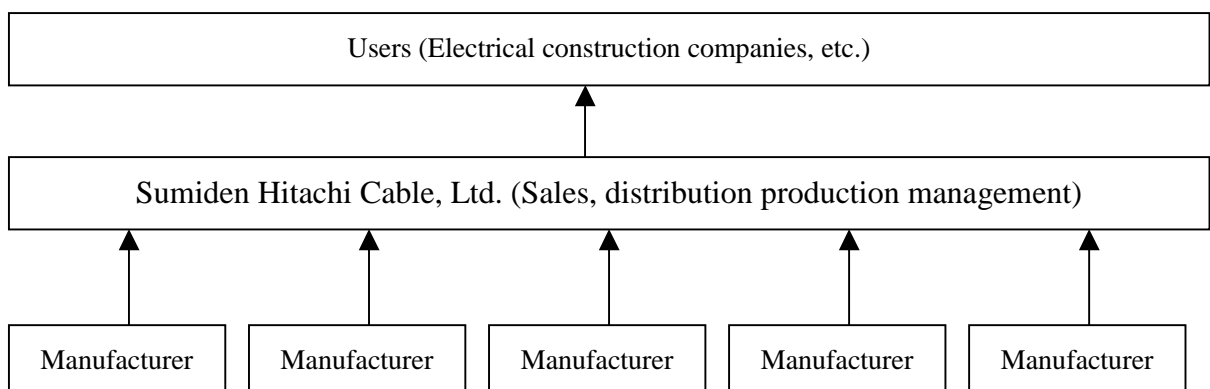 Users (Electrical construction companies, etc.)
Sumiden Hitachi Cable, Ltd. (Sales, distribution production management)
Manufacturer Manufacturer Manufacturer Manufacturer Manufacturer